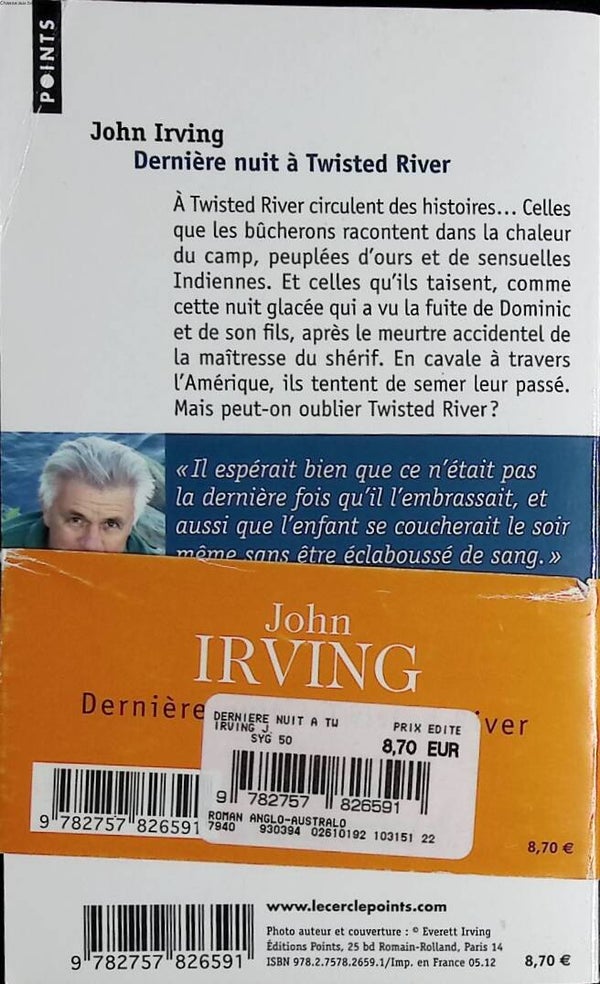 POINTS
John Irving
Dernière nuit à Twisted River
À Twisted River circulent des histoires... Celles
que les bûcherons racontent dans la chaleur
du camp, peuplées d'ours et de sensuelles
Indiennes. Et celles qu'ils taisent, comme
cette nuit glacée qui a vu la fuite de Dominic
et de son fils, après le meurtre accidentel de
la maîtresse du shérif. En cavale à travers
l'Amérique, ils tentent de semer leur passé.
Mais peut-on oublier Twisted River ?
« Il espérait bien que ce n'était pas
la dernière fois qu'il l'embrassait, et
aussi que l'enfant se coucherait le soir
même sans être éclaboussé de sang. »
John
IRVING
Dernière iver
DERNIERE NUIT A TW PRIX EDITE
IRVING J.
SYG 50 8,70 EUR
9 782757 826591
ROMAN ANGLO-AUSTRALO
7940 930394 02610192 103151 22
9 782757 826591
8,70 €
www.lecerclepoints.com
Photo auteur et couverture : © Everett Irving
Éditions Points, 25 bd Romain-Rolland, Paris 14
ISBN 978.2.7578.2659.1/Imp. en France 05.12
8,70 €
9 782757 826591